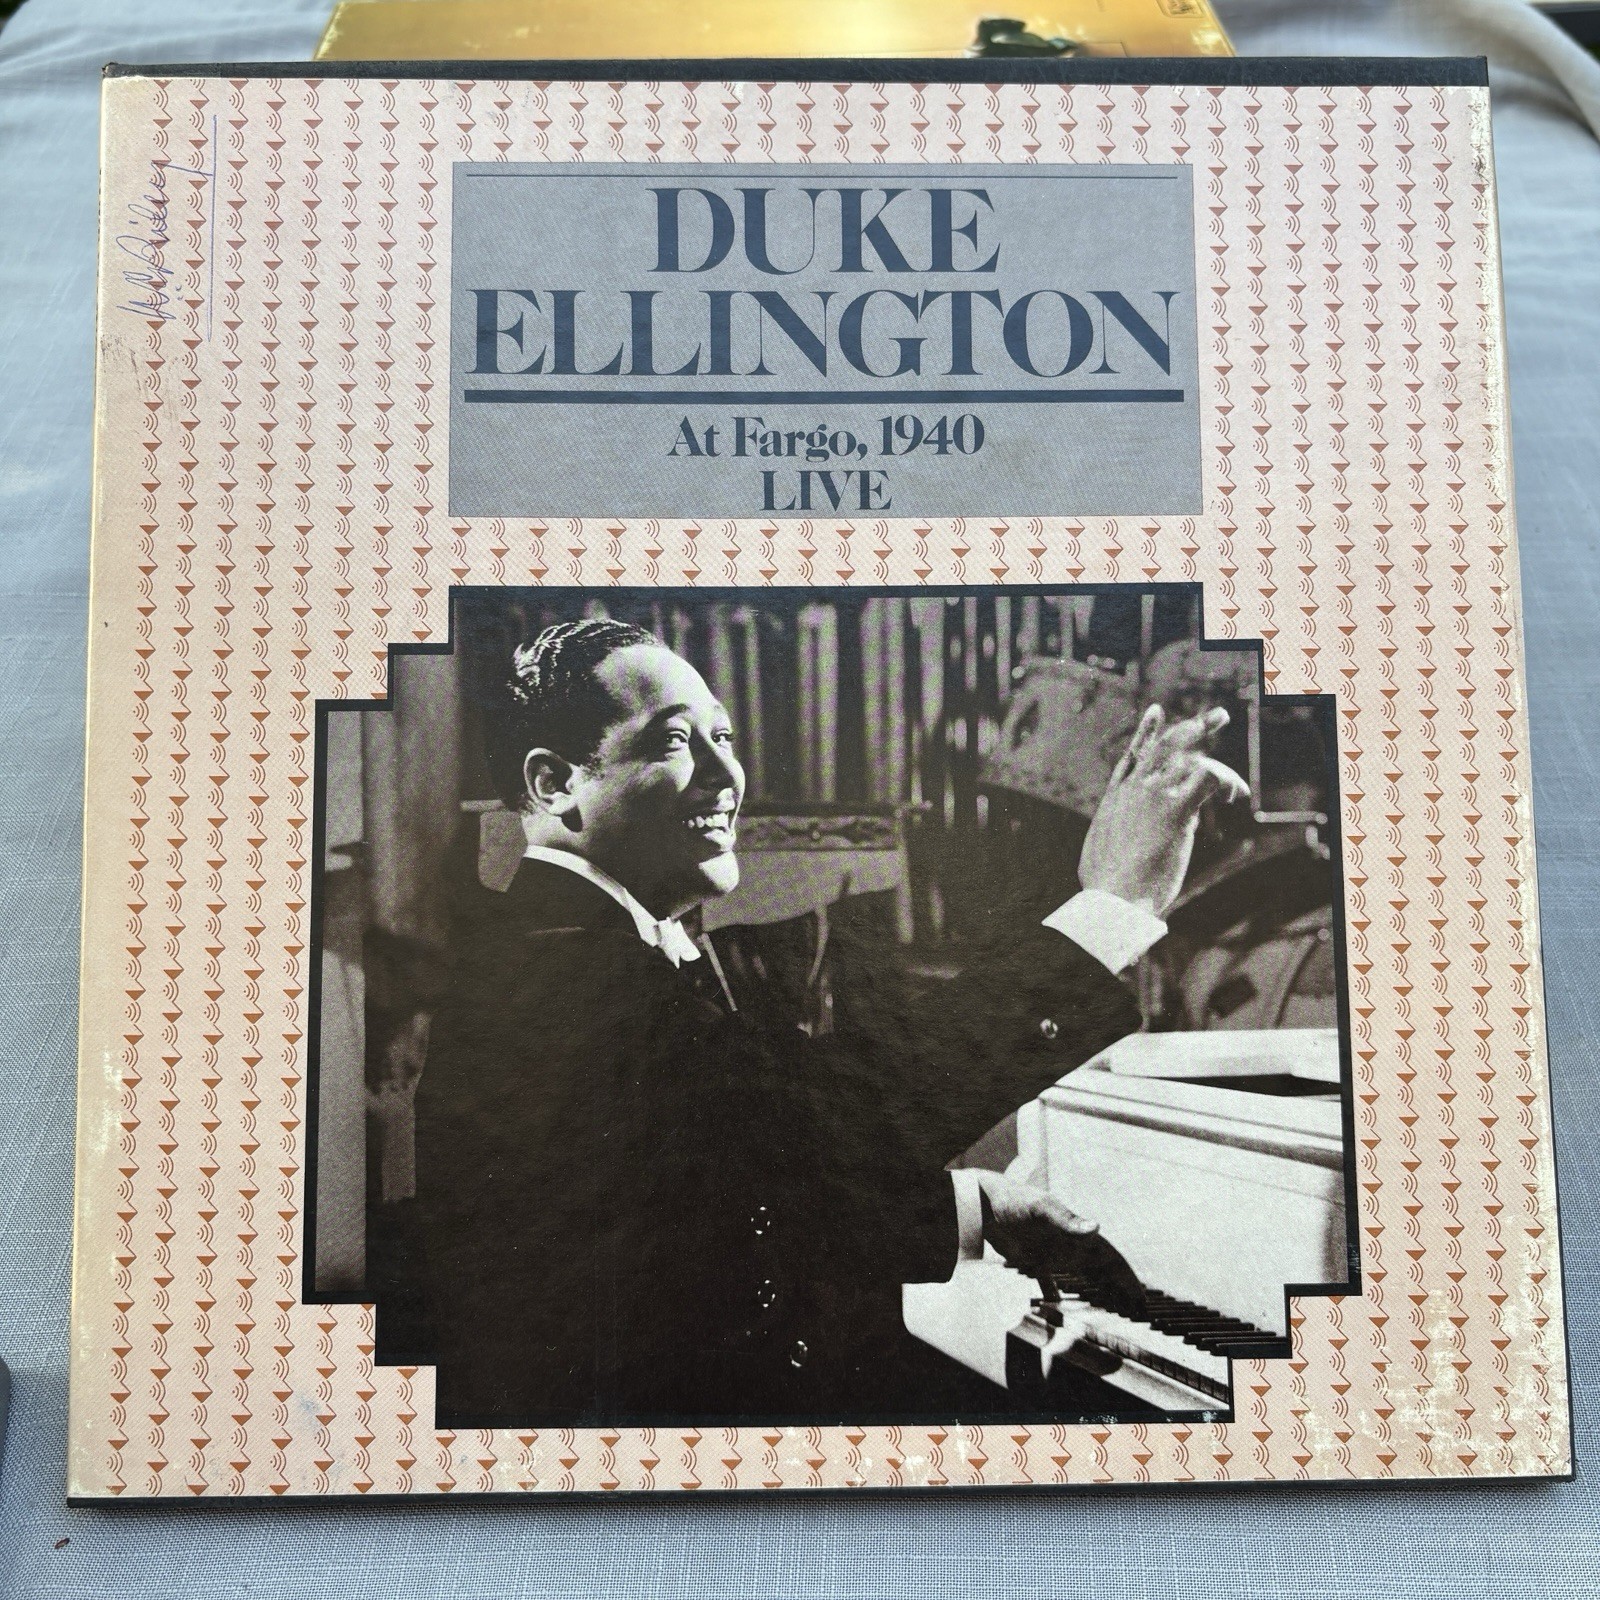 DUKE
ELLINGTON
At Fargo, 1940
LIVE